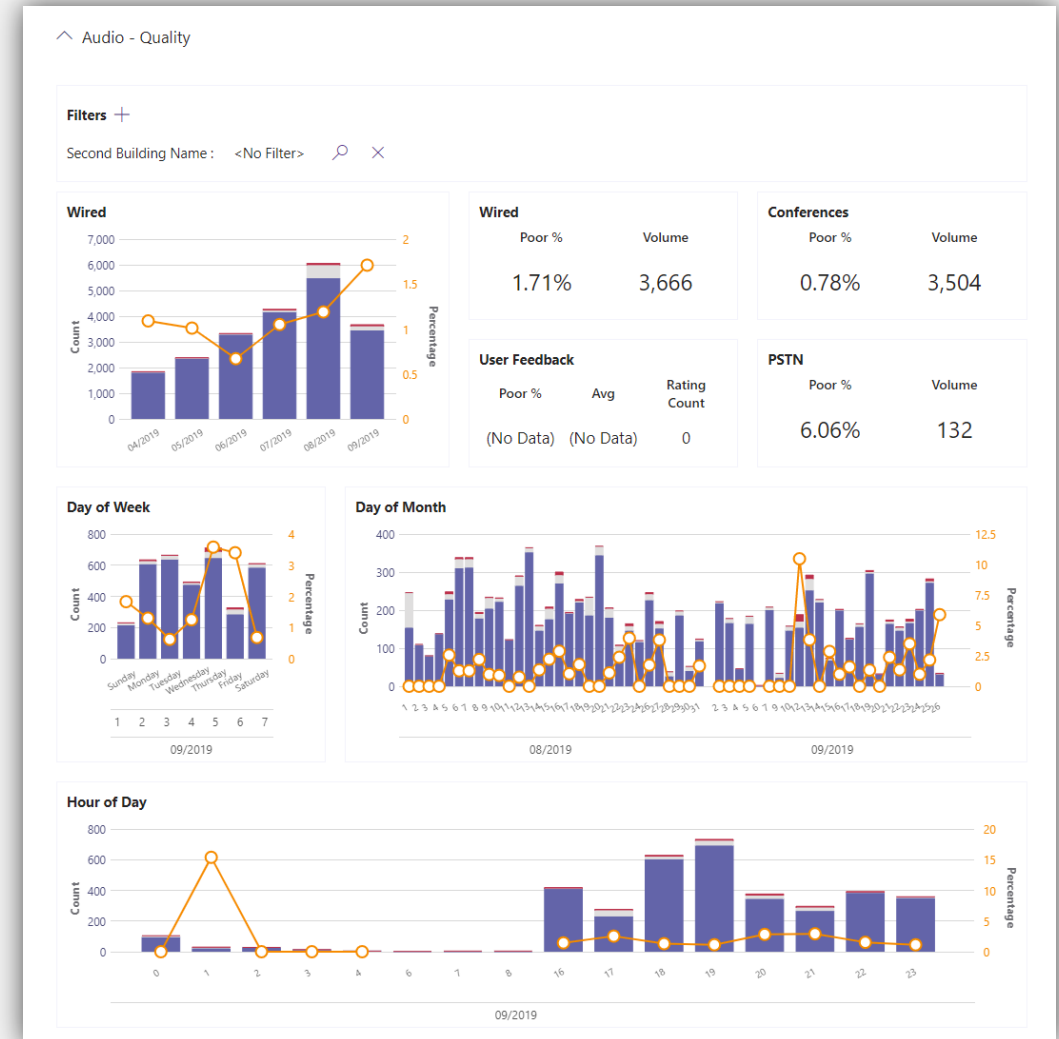 Audio - Quality
Filters +
Second Building Name : <No Filter>
Wired
7,000
6,000
5,000
4,000
3,000
2,000
1,000
0
Count
2
1.5
1
0.5
0
Percentage
04/2019 05/2019 06/2019 07/2019 08/2019 09/2019
Wired
Poor % Volume
1.71% 3,666
Conferences
Poor % Volume
0.78% 3,504
User Feedback
Poor % Avg Rating Count
(No Data) (No Data) 0
PSTN
Poor % Volume
6.06% 132
Day of Week
800
600
400
200
0
Count
4
3
2
1
0
Percentage
Sunday Monday Tuesday Wednesday Thursday Friday Saturday
1 2 3 4 5 6 7
09/2019
Day of Month
400
300
200
100
0
Count
12.5
10
7.5
5
2.5
0
Percentage
1 2 3 4 5 6 7 8 9 10 11 12 13 14 15 16 17 18 19 20 21 22 23 24 25 26 27 28 29 30 31 2 3 4 5 6 7 8 9 10 11 12 13 14 15 16 17 18 19 20 21 22 23 24 25 26
08/2019 09/2019
Hour of Day
800
600
400
200
0
Count
20
15
10
5
0
Percentage
0 1 2 3 4 6 7 8 16 17 18 19 20 21 22 23
09/2019